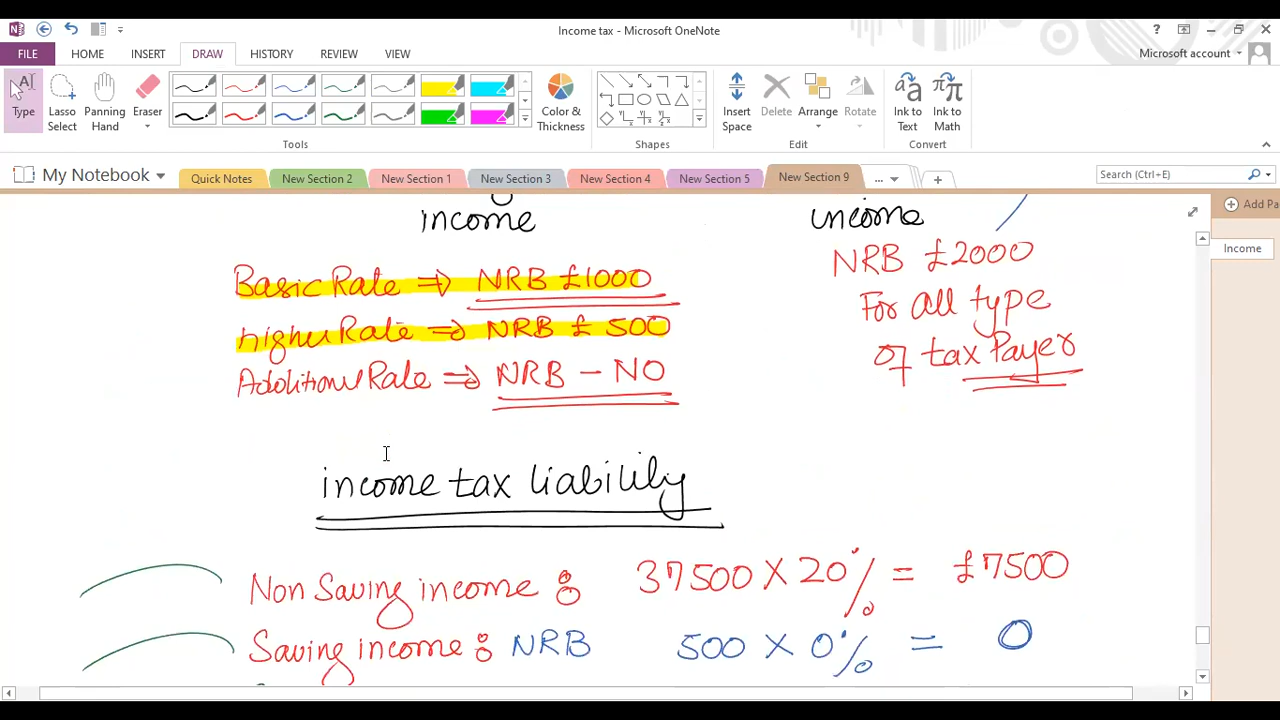 Income tax - Microsoft OneNote
FILE HOME INSERT DRAW HISTORY REVIEW VIEW
Microsoft account
Type
Lasso Select
Panning Hand
Eraser
Color & Thickness
Insert Space
Delete
Arrange
Rotate
Ink to Text
Ink to Math
Tools
Shapes
Edit
Convert
My Notebook
Quick Notes
New Section 2
New Section 1
New Section 3
New Section 4
New Section 5
New Section 9
...
Search (Ctrl+E)
Add Pa
Income
income
Basic Rate ⇒ NRB £1000
higher Rate ⇒ NRB £ 500
Additional Rate ⇒ NRB - NO
income
NRB £2000
For all type
of tax Payer
income tax liability
Non Saving income : 37500 X 20% = £7500
Saving income : NRB 500 X 0% = 0